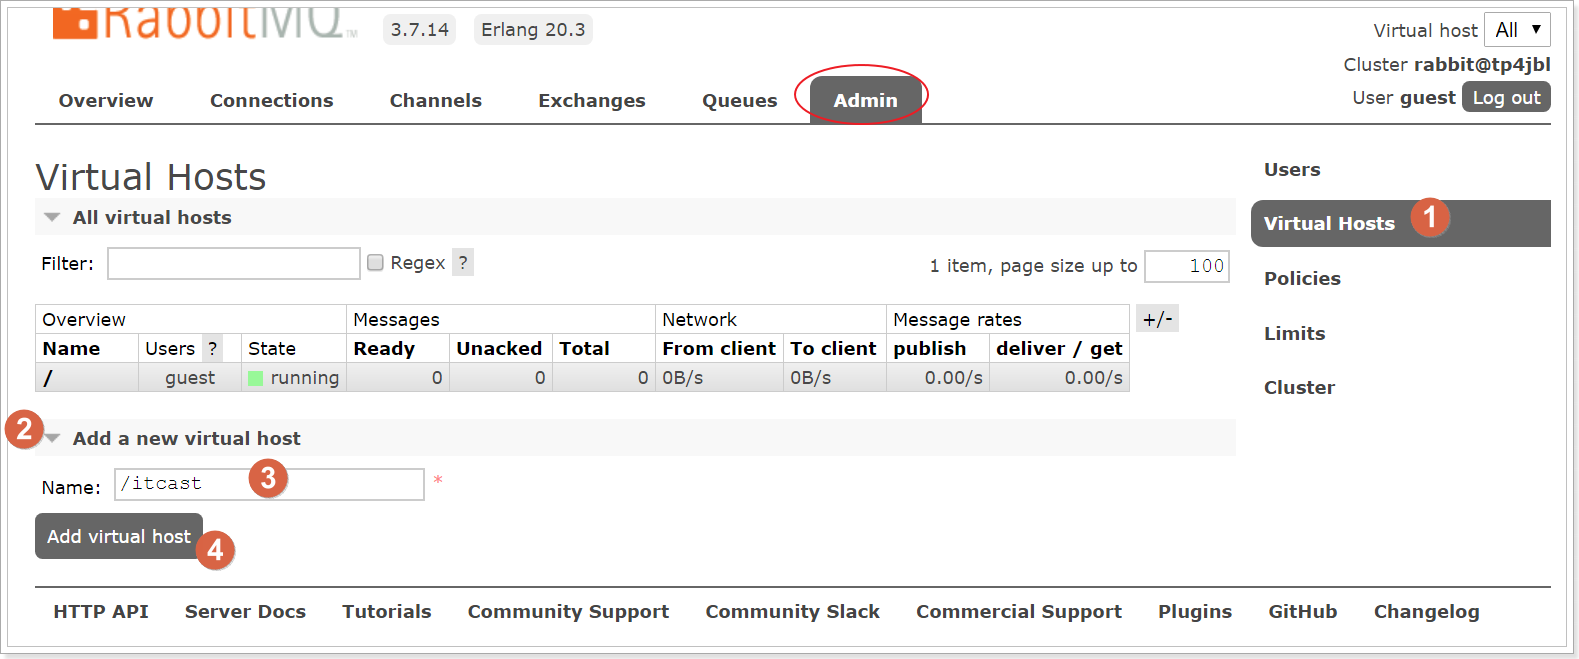 RabbitMQ TM 3.7.14 Erlang 20.3
Virtual host All ▼
Cluster rabbit@tp4jbl
User guest Log out
Overview Connections Channels Exchanges Queues Admin
Virtual Hosts
All virtual hosts
Filter: Regex ?
1 item, page size up to 100
Overview Messages Network Message rates +/-
Name Users ? State Ready Unacked Total From client To client publish deliver / get
/ guest running 0 0 0 0B/s 0B/s 0.00/s 0.00/s
2 Add a new virtual host
Name: /itcast 3 *
Add virtual host 4
Users
Virtual Hosts 1
Policies
Limits
Cluster
HTTP API Server Docs Tutorials Community Support Community Slack Commercial Support Plugins GitHub Changelog